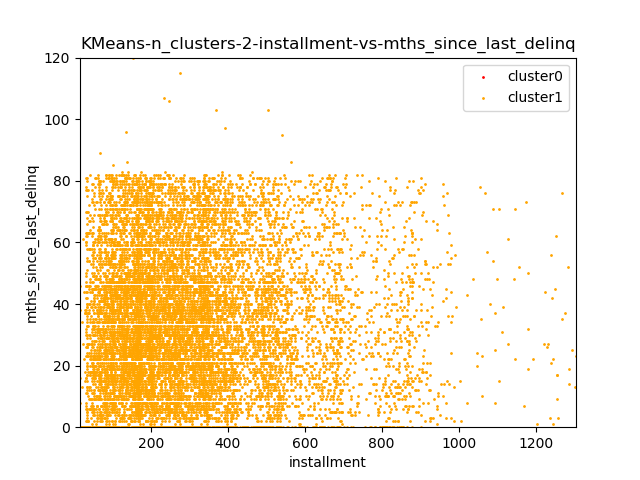 KMeans-n_clusters-2-installment-vs-mths_since_last_delinq
120
100
80
60
40
20
0
mths_since_last_delinq
cluster0
cluster1
200 400 600 800 1000 1200
installment